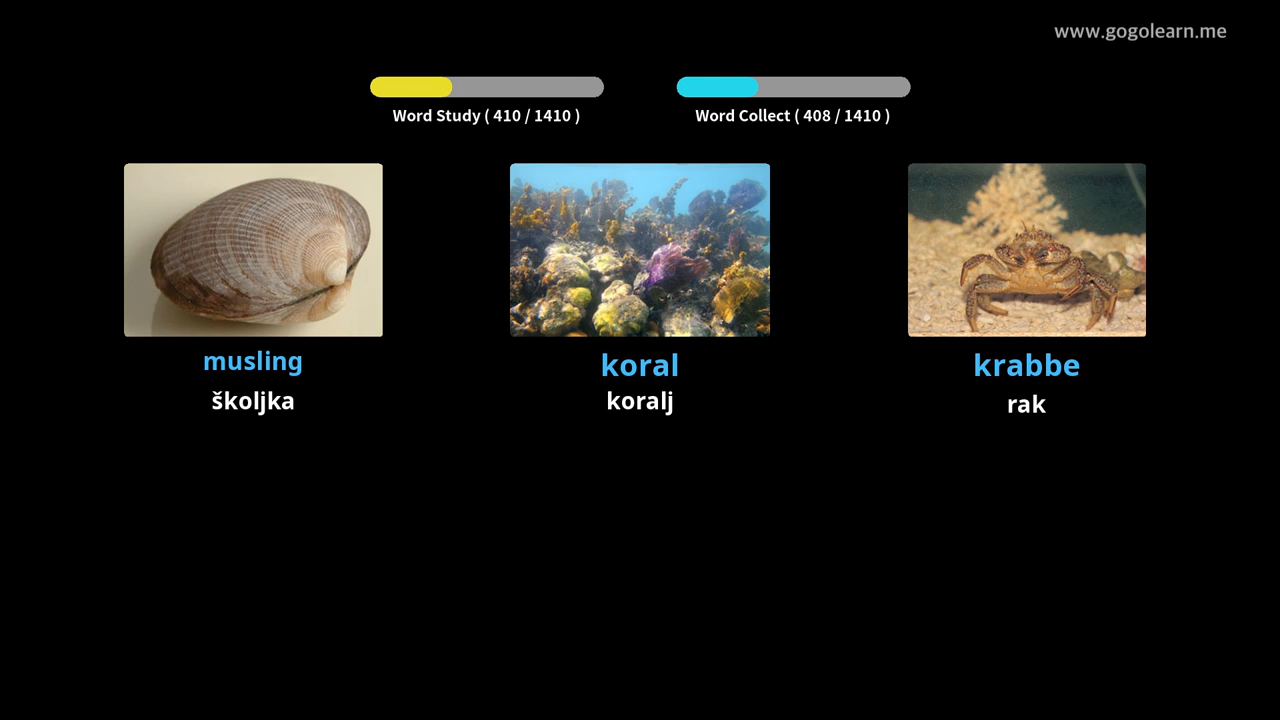 www.gogolearn.me
Word Study ( 410 / 1410 )
Word Collect ( 408 / 1410 )
musling
koral
krabbe
školjka
koralj
rak